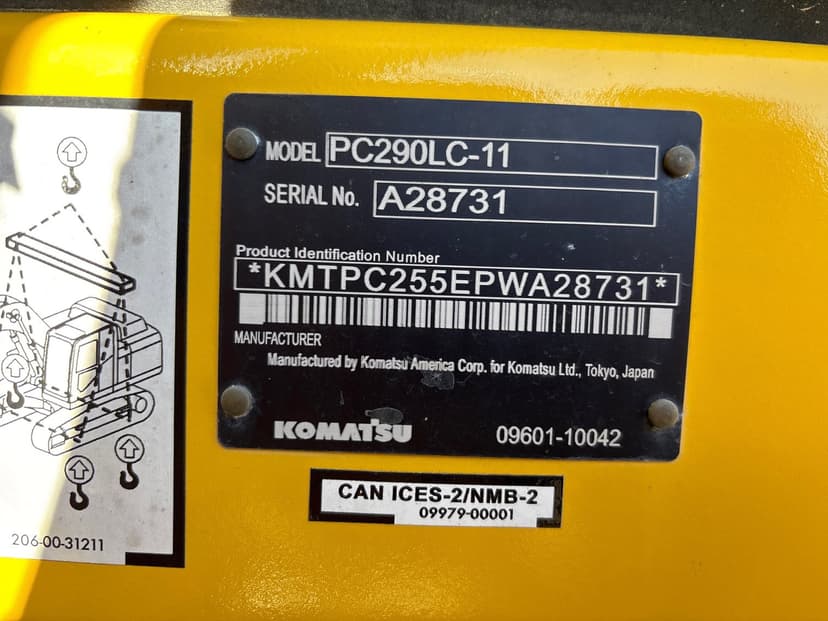 MODEL PC290LC-11
SERIAL No. A28731
Product Identification Number
*KMTPC255EPWA28731*
MANUFACTURER
Manufactured by Komatsu America Corp. for Komatsu Ltd., Tokyo, Japan
KOMATSU 09601-10042
CAN ICES-2/NMB-2
09979-00001
206-00-31211